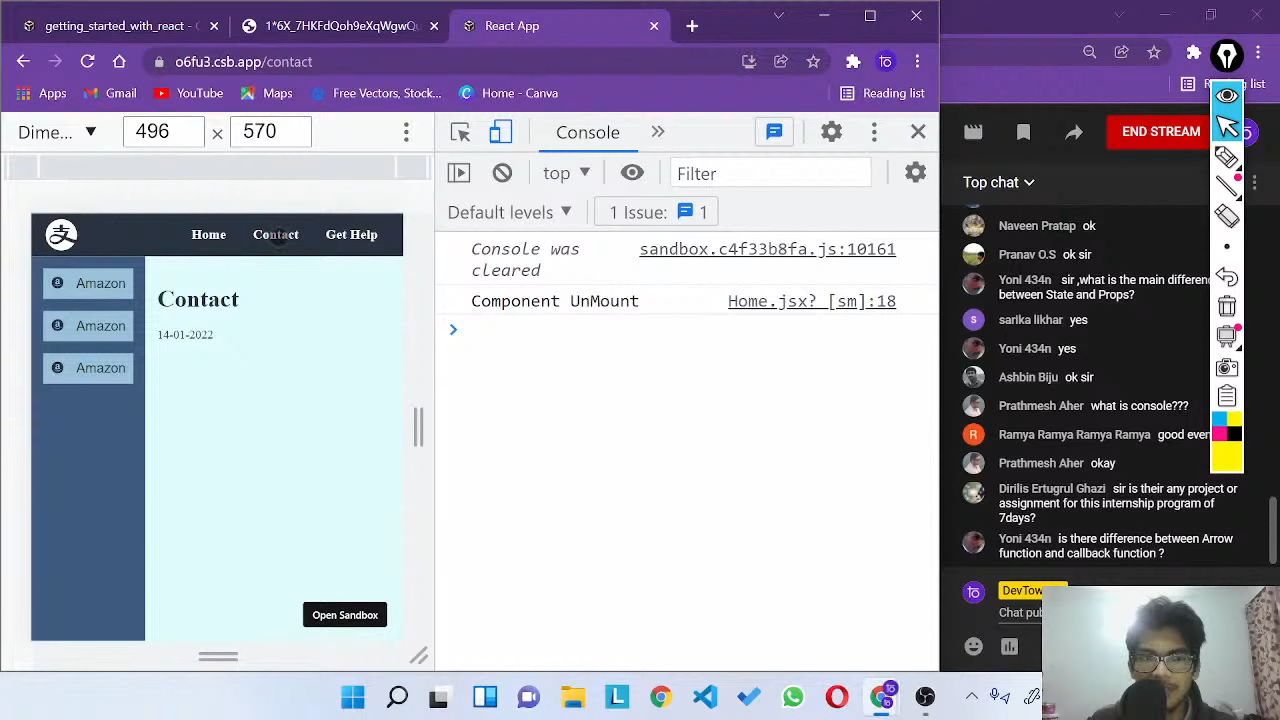 getting_started_with_react -
1*6X_7HKFdQoh9eXqWgwQu
React App
o6fu3.csb.app/contact
Apps
Gmail
YouTube
Maps
Free Vectors, Stock...
Home - Canva
Reading list
g list
Dime...
496
×
570
Console
»
top
Filter
Default levels
1 Issue:
1
Console was
cleared
sandbox.c4f33b8fa.js:10161
Component UnMount
Home.jsx? [sm]:18
支
Home
Contact
Get Help
Amazon
Amazon
Amazon
Contact
14-01-2022
Open Sandbox
END STREAM
Top chat
Naveen Pratap ok
Pranav O.S ok sir
Yoni 434n sir ,what is the main
between State and Props?
sarika likhar yes
Yoni 434n yes
Ashbin Biju ok sir
Prathmesh Aher what is console???
Ramya Ramya Ramya Ramya good
Prathmesh Aher okay
Dirilis Ertugrul Ghazi sir is their any project or
assignment for this internship program of
7days?
Yoni 434n is there difference between Arrow
function and callback function ?